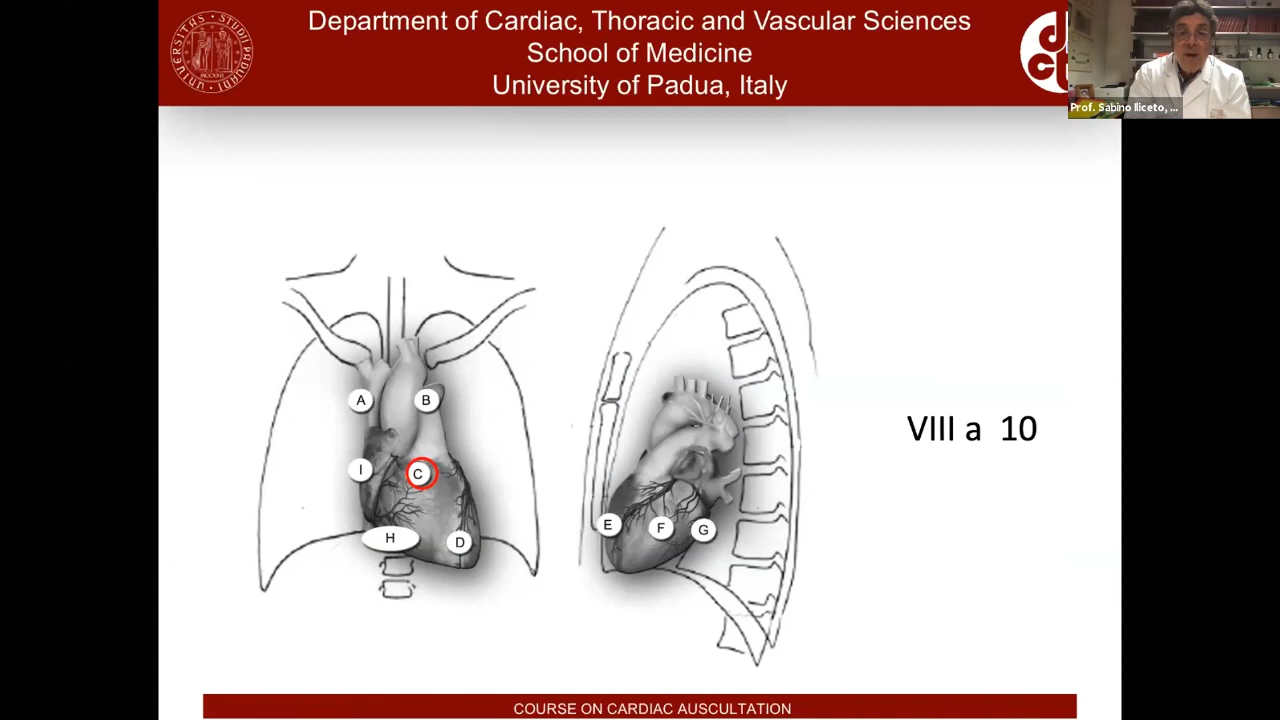 Department of Cardiac, Thoracic and Vascular Sciences
School of Medicine
University of Padua, Italy
Prof. Sabino Iliceto, ...
A
B
I
C
H
D
E
F
G
VIII a 10
COURSE ON CARDIAC AUSCULTATION